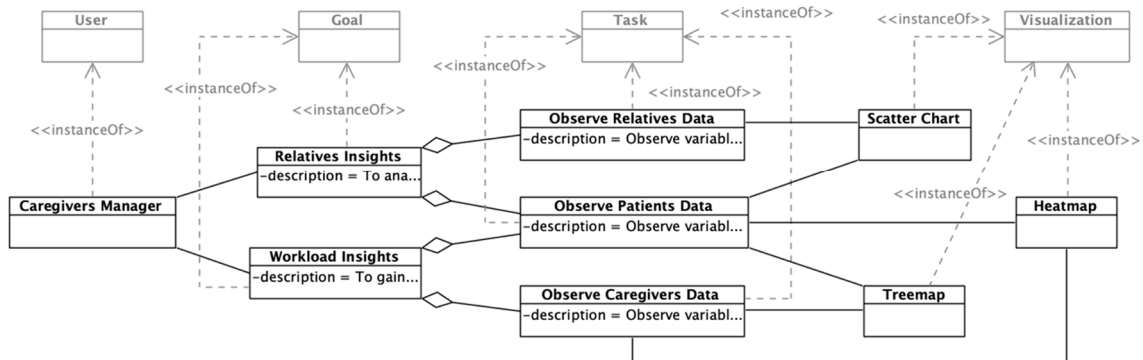 User
Goal
Task
<<instanceOf>>
<<instanceOf>>
Visualization
<<instanceOf>>
<<instanceOf>>
<<instanceOf>>
<<instanceOf>>
<<instanceOf>>
Observe Relatives Data
-description = Observe variabl...
Scatter Chart
<<instanceOf>>
Relatives Insights
-description = To ana...
<<instanceOf>>
Caregivers Manager
Observe Patients Data
-description = Observe variabl...
Heatmap
Workload Insights
-description = To gain...
Observe Caregivers Data
-description = Observe variabl...
Treemap